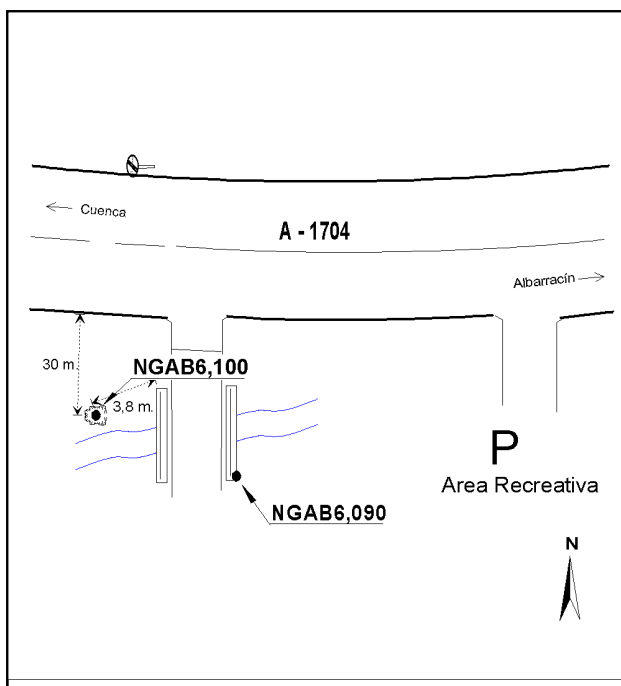 Cuenca
A - 1704
Albarracín
30 m.
NGAB6,100
3,8 m.
P
Area Recreativa
NGAB6,090
N